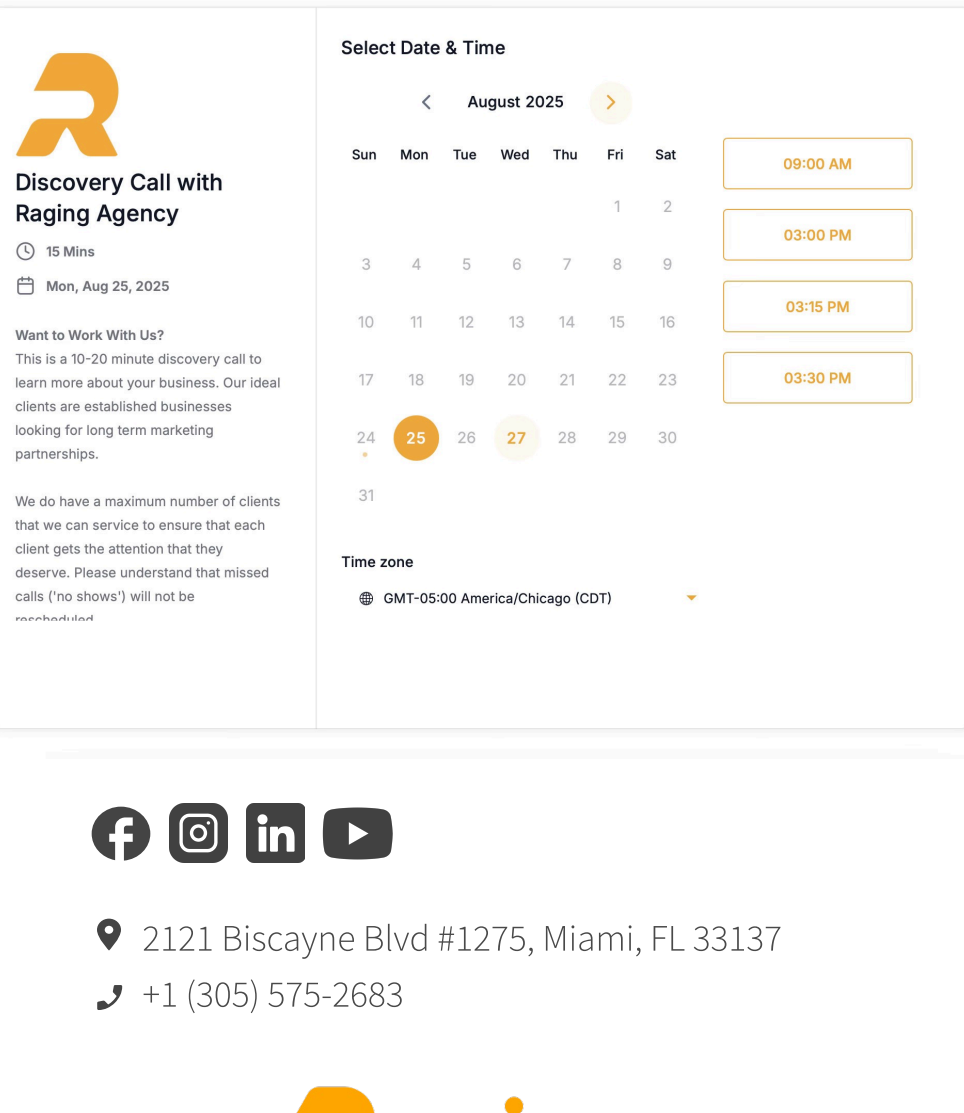 Discovery Call with
Raging Agency
15 Mins
Mon, Aug 25, 2025
Want to Work With Us?
This is a 10-20 minute discovery call to
learn more about your business. Our ideal
clients are established businesses
looking for long term marketing
partnerships.
We do have a maximum number of clients
that we can service to ensure that each
client gets the attention that they
deserve. Please understand that missed
calls ('no shows') will not be
rescheduled
Select Date & Time
August 2025
Sun Mon Tue Wed Thu Fri Sat
1 2
3 4 5 6 7 8 9
10 11 12 13 14 15 16
17 18 19 20 21 22 23
24 25 26 27 28 29 30
31
09:00 AM
03:00 PM
03:15 PM
03:30 PM
Time zone
GMT-05:00 America/Chicago (CDT)
2121 Biscayne Blvd #1275, Miami, FL 33137
+1 (305) 575-2683